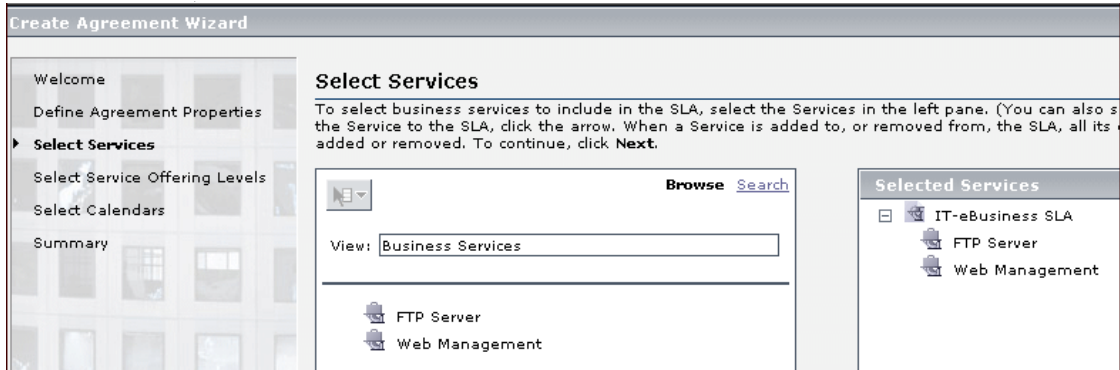 Create Agreement Wizard
Welcome
Define Agreement Properties
Select Services
Select Service Offering Levels
Select Calendars
Summary
Select Services
To select business services to include in the SLA, select the Services in the left pane. (You can also s
the Service to the SLA, click the arrow. When a Service is added to, or removed from, the SLA, all its
added or removed. To continue, click Next.
Browse Search
View: Business Services
FTP Server
Web Management
Selected Services
IT-eBusiness SLA
FTP Server
Web Management